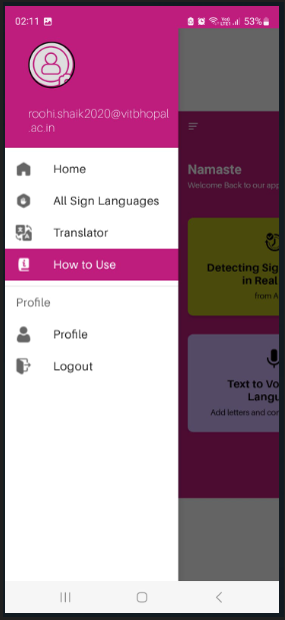 02:11
53%
roohi.shaik2020@vitbhopal
.ac.in
Home
All Sign Languages
Translator
How to Use
Profile
Profile
Logout
Namaste
Welcome Back to our app
Detecting Sig
in Real
from A
Text to Vo
Langu
Add letters and con